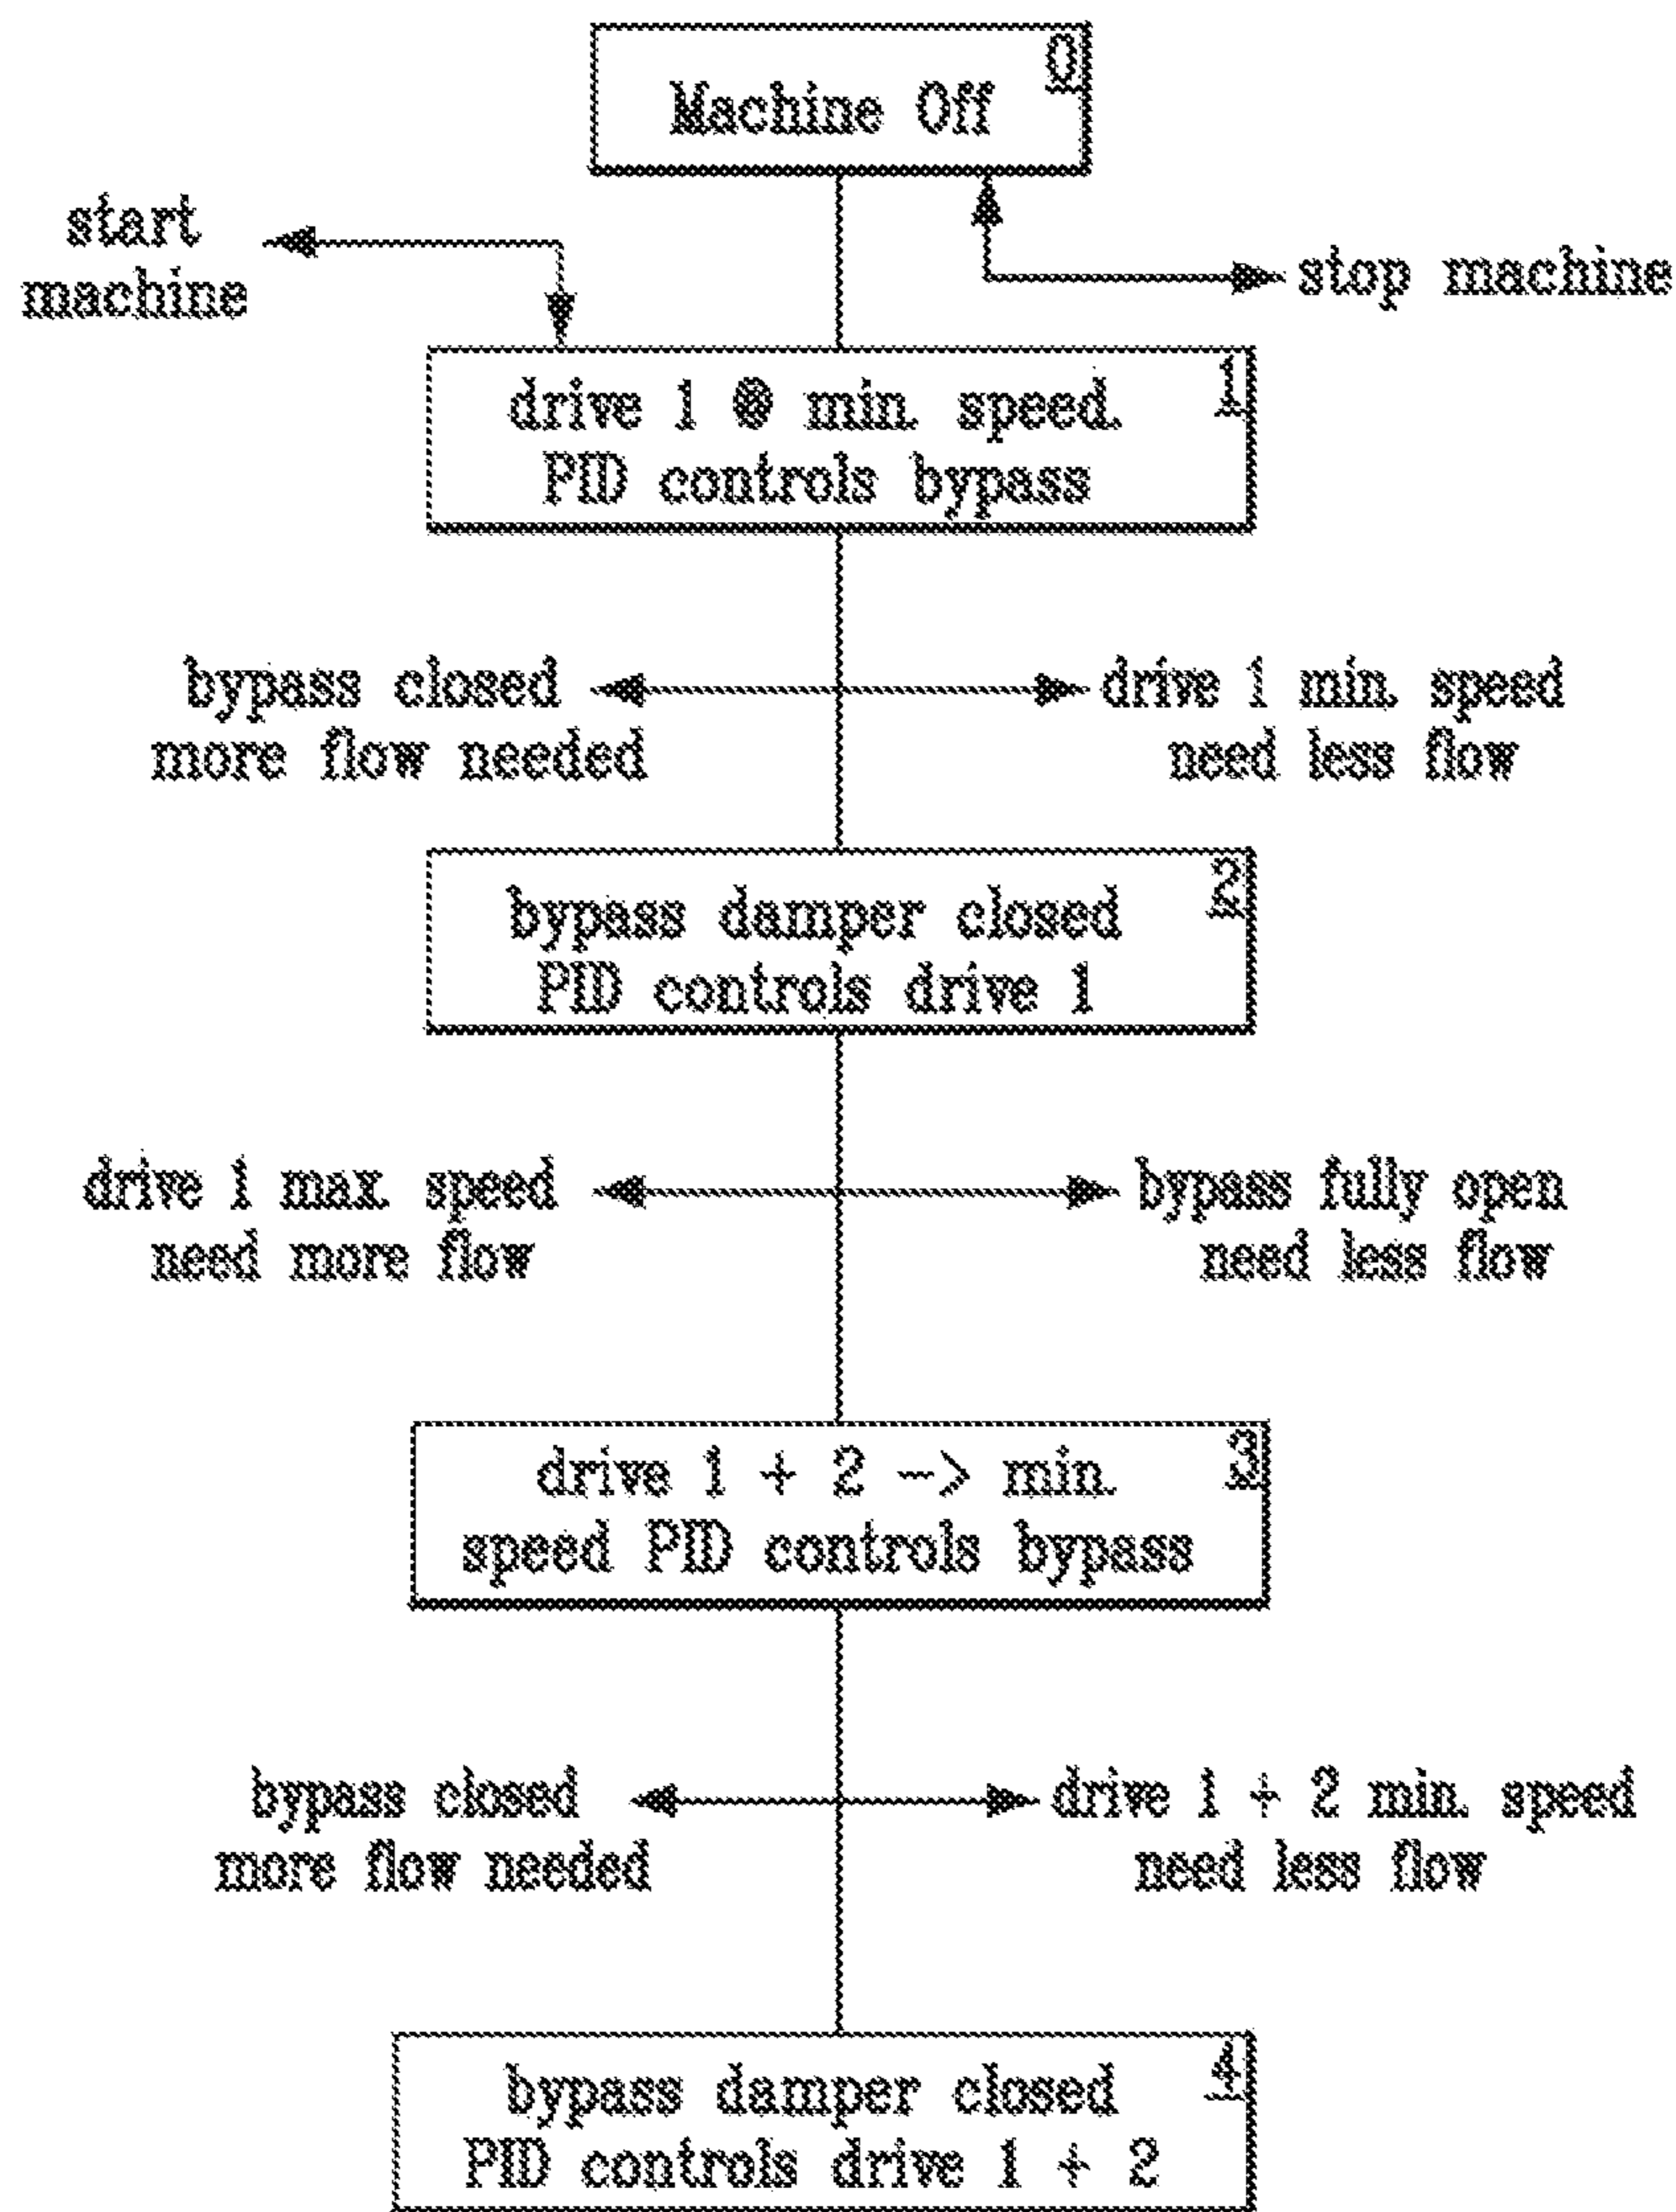 0
Machine Off
start
machine
stop machine
1
drive 1 @ min. speed.
PID controls bypass
bypass closed
more flow needed
drive 1 min. speed
need less flow
2
bypass damper closed
PID controls drive 1
drive 1 max. speed
need more flow
bypass fully open
need less flow
3
drive 1 + 2 -> min.
speed PID controls bypass
bypass closed
more flow needed
drive 1 + 2 min. speed
need less flow
4
bypass damper closed
PID controls drive 1 + 2